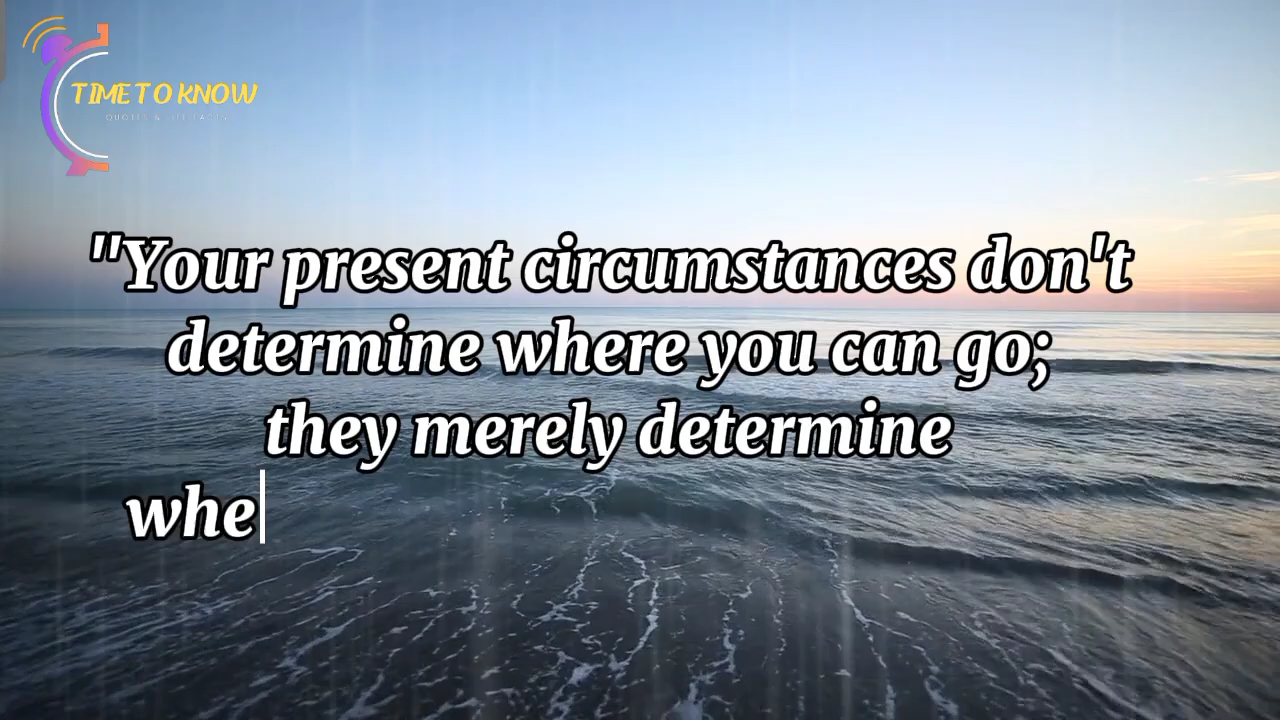 TIME TO KNOW
"Your present circumstances don't
determine where you can go;
they merely determine
whe